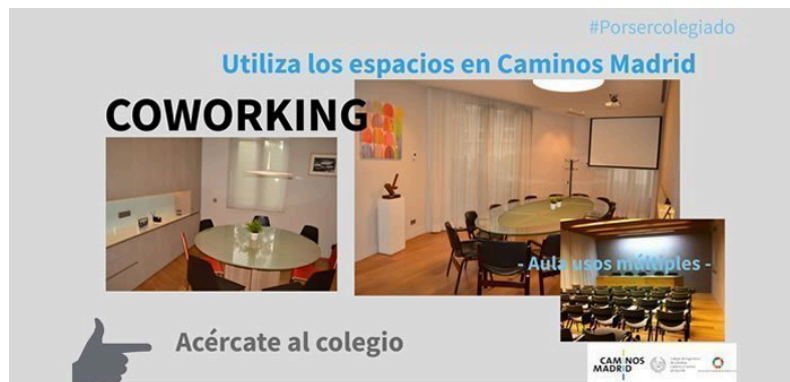 #Porsercolegiado
Utiliza los espacios en Caminos Madrid
COWORKING
- Aula usos múltiples -
Acércate al colegio
CAMINOS
MADRID